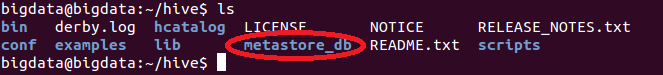 bigdata@bigdata:~/hive$ ls
bin derby.log hcatalog LICENSE NOTICE RELEASE_NOTES.txt
conf examples lib metastore_db README.txt scripts
bigdata@bigdata:~/hive$